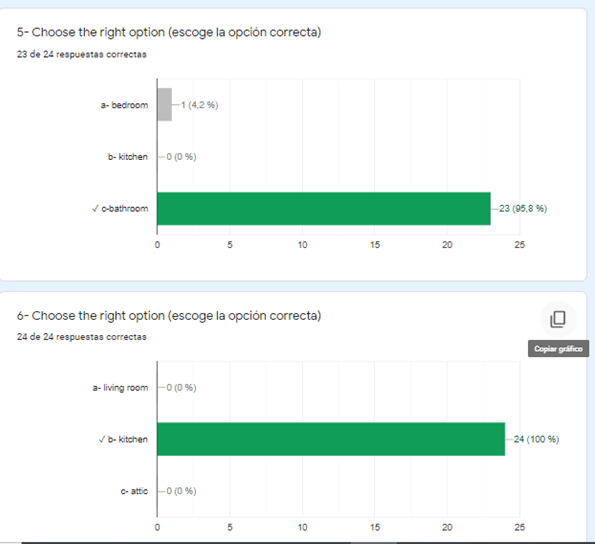 5- Choose the right option (escoge la opción correcta)
23 de 24 respuestas correctas
a- bedroom
1 (4,2 %)
b- kitchen
0 (0 %)
✓ c-bathroom
23 (95,8 %)
0 5 10 15 20 25
6- Choose the right option (escoge la opción correcta)
24 de 24 respuestas correctas
Copiar gráfico
a- living room
0 (0 %)
✓ b- kitchen
24 (100 %)
c- attic
0 (0 %)
0 5 10 15 20 25